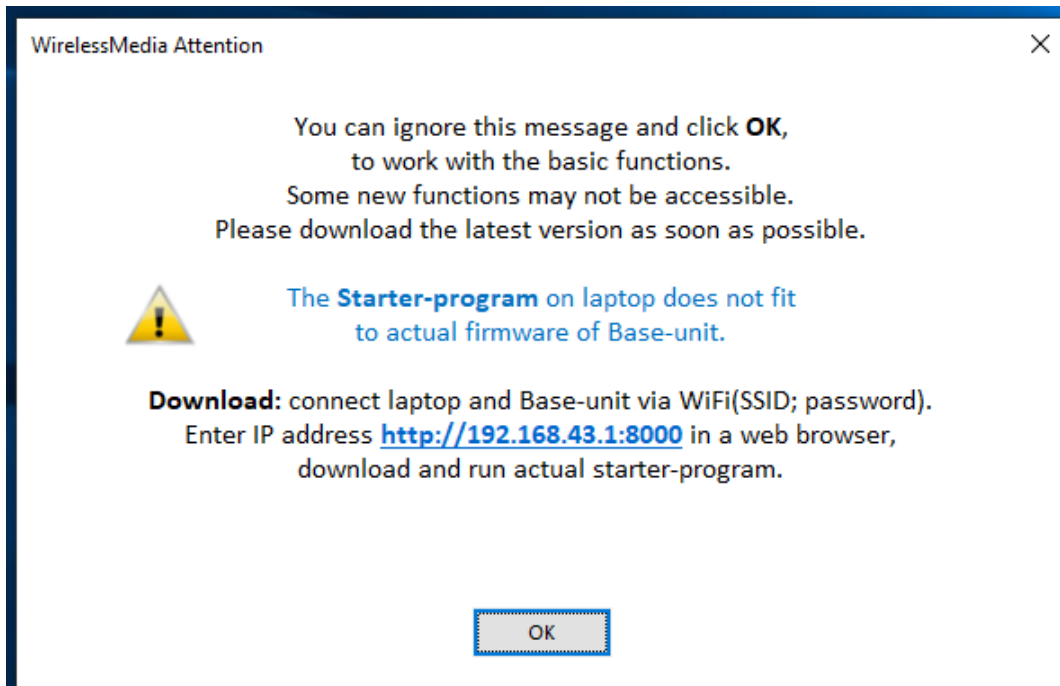 WirelessMedia Attention
You can ignore this message and click OK,
to work with the basic functions.
Some new functions may not be accessible.
Please download the latest version as soon as possible.
The Starter-program on laptop does not fit
to actual firmware of Base-unit.
Download: connect laptop and Base-unit via WiFi(SSID; password).
Enter IP address http://192.168.43.1:8000 in a web browser,
download and run actual starter-program.
OK